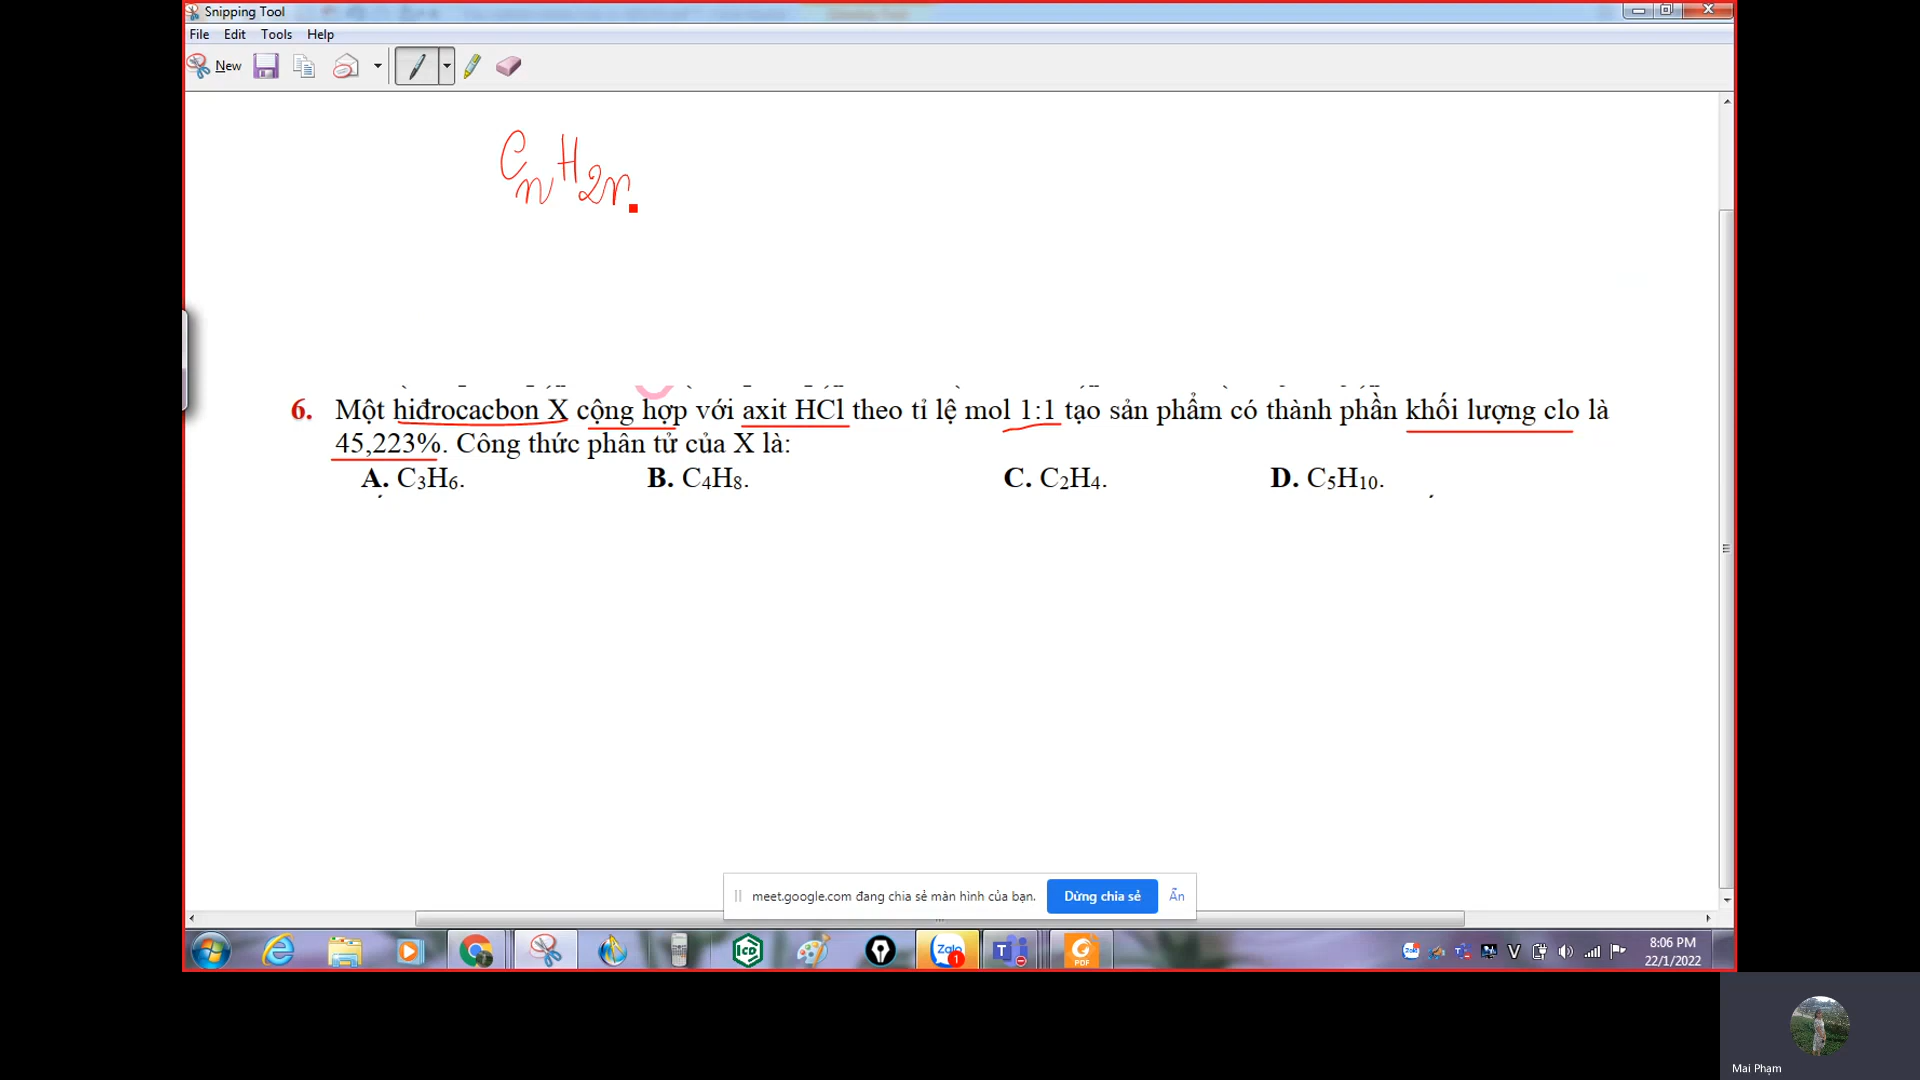 Snipping Tool
File Edit Tools Help
New
CnH2n
6. Một hiđrocacbon X cộng hợp với axit HCl theo tỉ lệ mol 1:1 tạo sản phẩm có thành phần khối lượng clo là
45,223%. Công thức phân tử của X là:
A. C3H6. B. C4H8. C. C2H4. D. C5H10.
meet.google.com đang chia sẻ màn hình của bạn. Dừng chia sẻ Ẩn
8:06 PM
22/1/2022
Mai Phạm